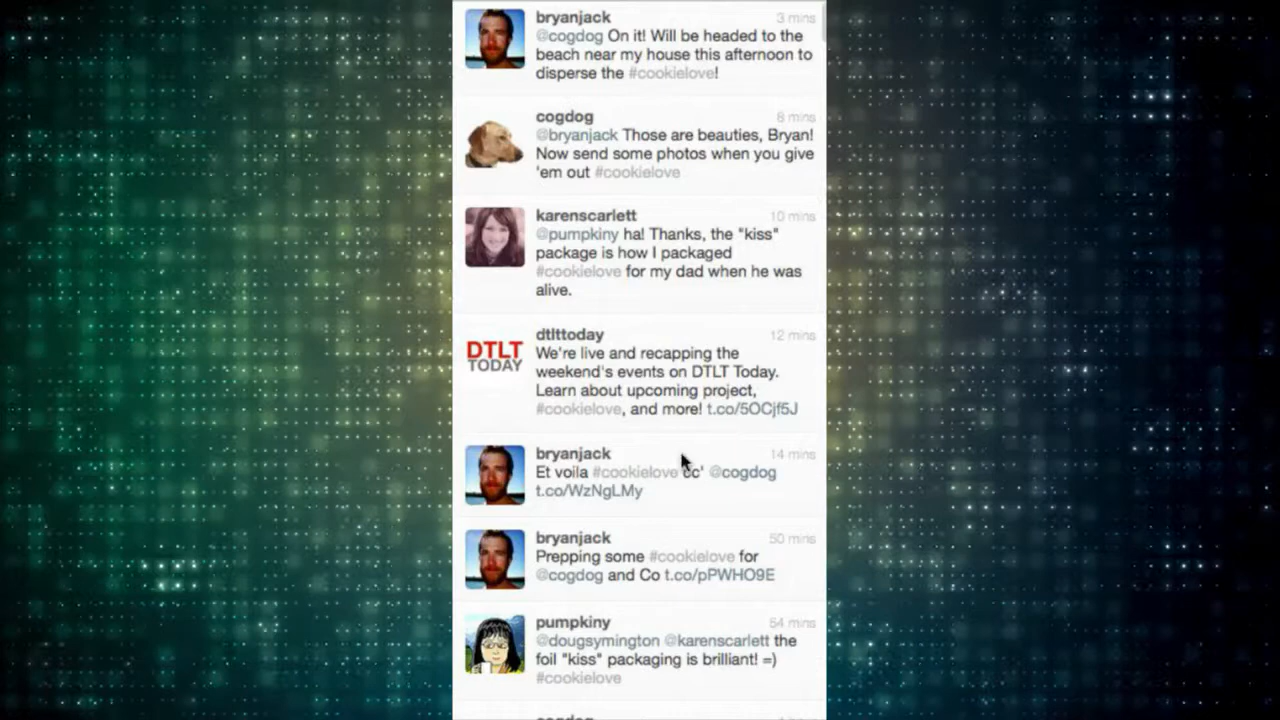 bryanjack 3 mins
@cogdog On it! Will be headed to the
beach near my house this afternoon to
disperse the #cookielove!
cogdog 8 mins
@bryanjack Those are beauties, Bryan!
Now send some photos when you give
'em out #cookielove
karenscarlett 10 mins
@pumpkiny ha! Thanks, the "kiss"
package is how I packaged
#cookielove for my dad when he was
alive.
DTLT
TODAY
dtlttoday 12 mins
We're live and recapping the
weekend's events on DTLT Today.
Learn about upcoming project,
#cookielove, and more! t.co/5OCjf5J
bryanjack 14 mins
Et voila #cookielove cc' @cogdog
t.co/WzNgLMy
bryanjack 50 mins
Prepping some #cookielove for
@cogdog and Co t.co/pPWHO9E
pumpkiny 54 mins
@dougsymington @karenscarlett the
foil "kiss" packaging is brilliant! =)
#cookielove